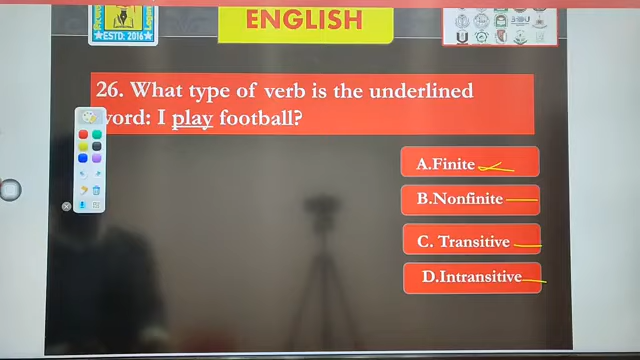 ★ESTD: 2016★
ENGLISH
26. What type of verb is the underlined
word: I play football?
A.Finite
B.Nonfinite
C. Transitive
D.Intransitive